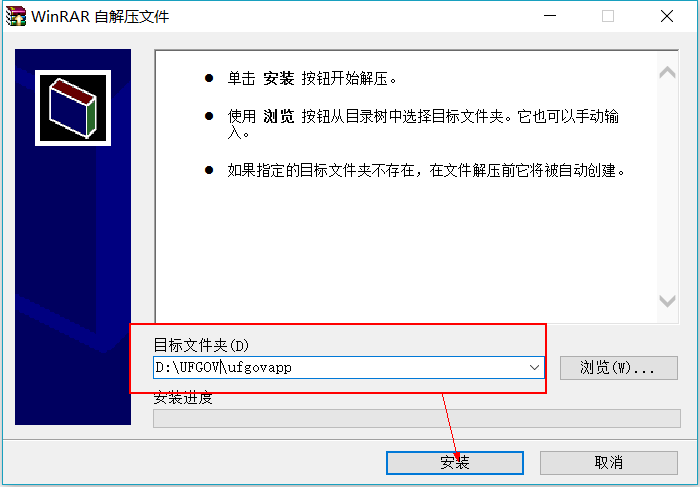 WinRAR 自解压文件
单击 安装 按钮开始解压。
使用 浏览 按钮从目录树中选择目标文件夹。它也可以手动输
入。
如果指定的目标文件夹不存在，在文件解压前它将被自动创建。
目标文件夹(D)
D:\UFGOV\ufgovapp
浏览(W)...
安装进度
安装
取消